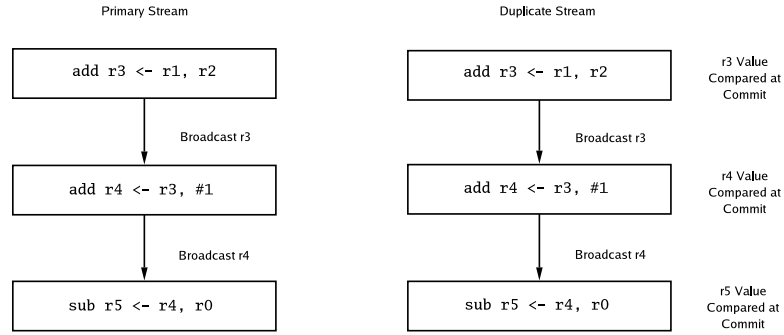 Primary Stream
Duplicate Stream
add r3 <- r1, r2
add r3 <- r1, r2
r3 Value
Compared at
Commit
Broadcast r3
Broadcast r3
add r4 <- r3, #1
add r4 <- r3, #1
r4 Value
Compared at
Commit
Broadcast r4
Broadcast r4
sub r5 <- r4, r0
sub r5 <- r4, r0
r5 Value
Compared at
Commit